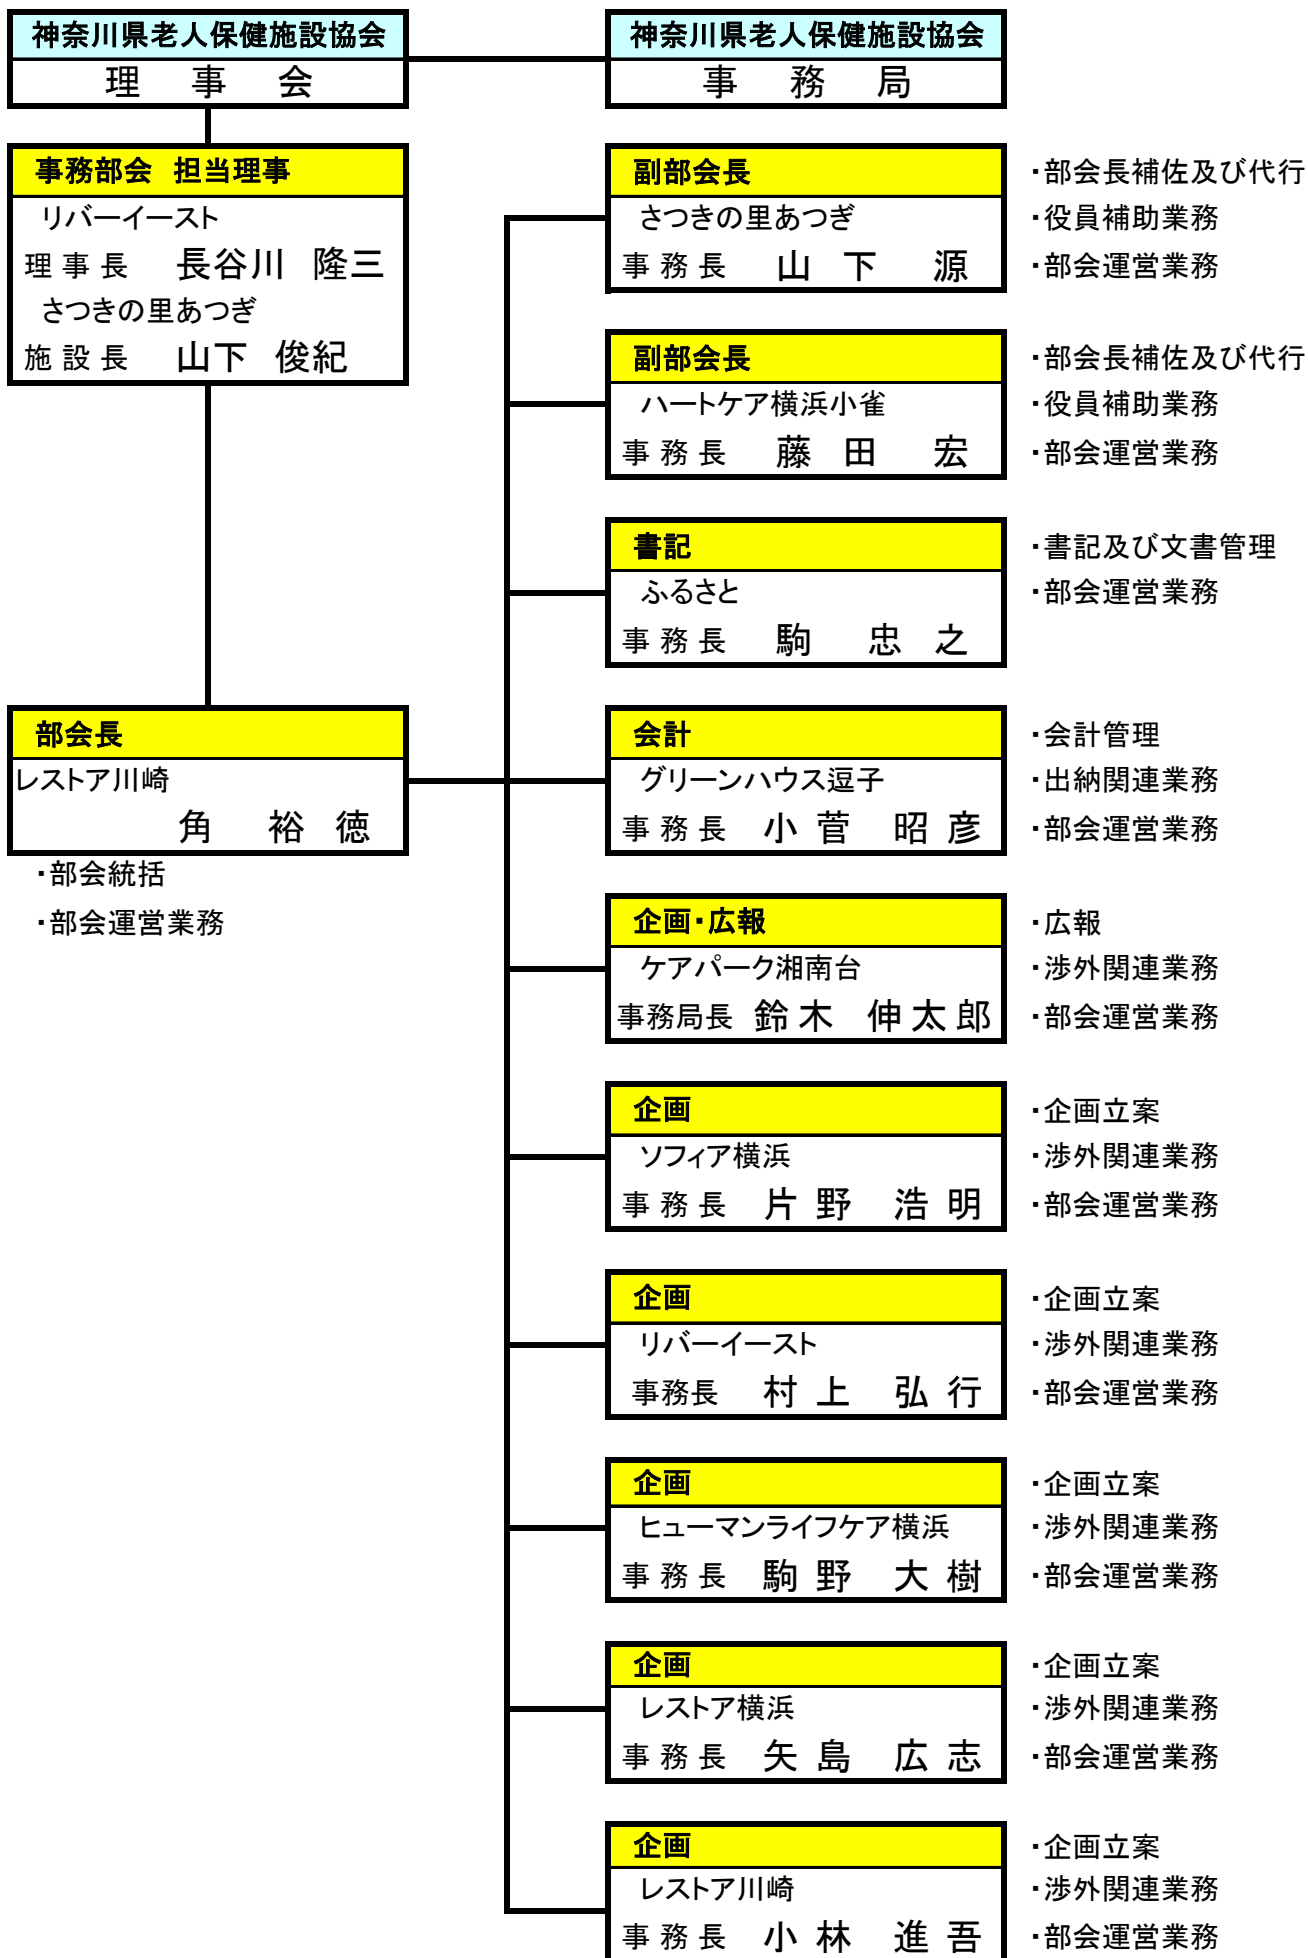 神奈川県老人保健施設協会
理 事 会
神奈川県老人保健施設協会
事 務 局
事務部会 担当理事
リバーイースト
理 事 長 長谷川 隆三
さつきの里あつぎ
施 設 長 山下 俊紀
部会長
レストア川崎
角 裕 徳
・部会統括
・部会運営業務
副部会長
さつきの里あつぎ
事 務 長 山 下 源
・部会長補佐及び代行
・役員補助業務
・部会運営業務
副部会長
ハートケア横浜小雀
事 務 長 藤 田 宏
・部会長補佐及び代行
・役員補助業務
・部会運営業務
書記
ふるさと
事 務 長 駒 忠 之
・書記及び文書管理
・部会運営業務
会計
グリーンハウス逗子
事 務 長 小 菅 昭 彦
・会計管理
・出納関連業務
・部会運営業務
企画・広報
ケアパーク湘南台
事務局長 鈴 木 伸 太 郎
・広報
・渉外関連業務
・部会運営業務
企画
ソフィア横浜
事 務 長 片 野 浩 明
・企画立案
・渉外関連業務
・部会運営業務
企画
リバーイースト
事務長 村 上 弘 行
・企画立案
・渉外関連業務
・部会運営業務
企画
ヒューマンライフケア横浜
事 務 長 駒 野 大 樹
・企画立案
・渉外関連業務
・部会運営業務
企画
レストア横浜
事 務 長 矢 島 広 志
・企画立案
・渉外関連業務
・部会運営業務
企画
レストア川崎
事 務 長 小 林 進 吾
・企画立案
・渉外関連業務
・部会運営業務